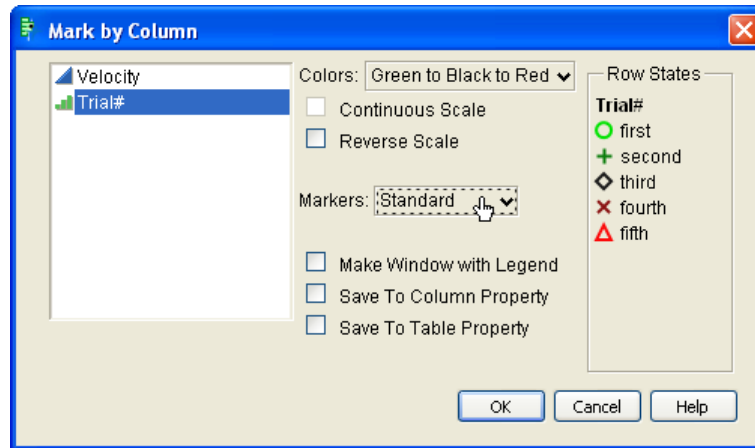 Mark by Column
Velocity
Trial#
Colors: Green to Black to Red
Continuous Scale
Reverse Scale
Markers: Standard
Make Window with Legend
Save To Column Property
Save To Table Property
Row States
Trial#
first
second
third
fourth
fifth
OK
Cancel
Help